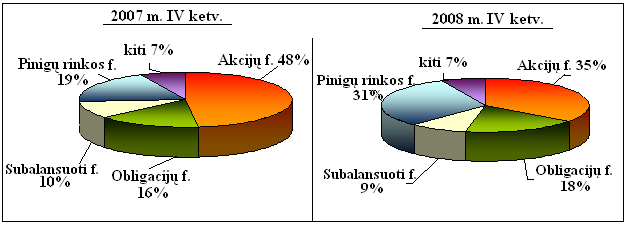 2007 m. IV ketv.
kiti 7%
Akcijų f. 48%
Pinigų rinkos f.
19%
Subalansuoti f.
10%
Obligacijų f.
16%
2008 m. IV ketv.
kiti 7%
Akcijų f. 35%
Pinigų rinkos f.
31%
Subalansuoti f.
9%
Obligacijų f.
18%